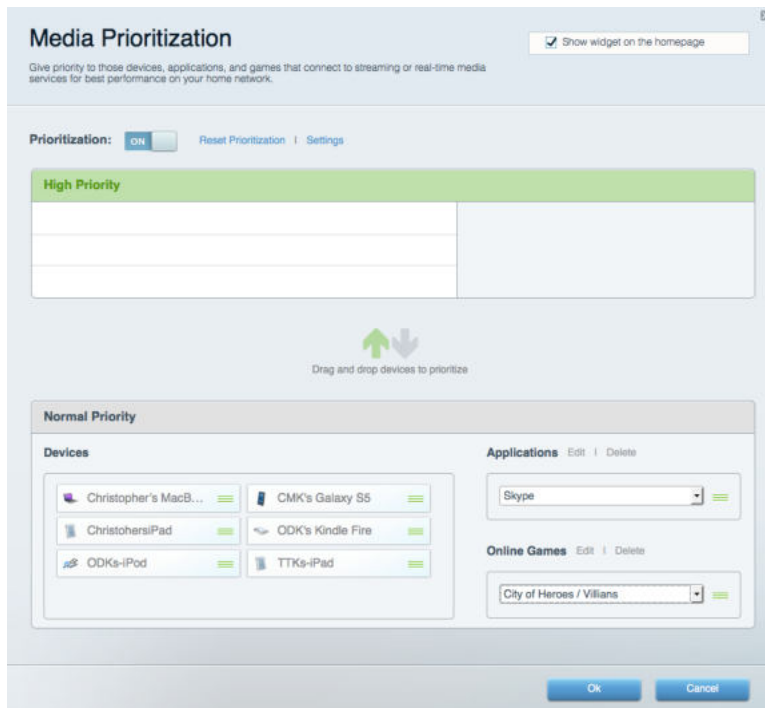 Media Prioritization
Show widget on the homepage
Give priority to those devices, applications, and games that connect to streaming or real-time media
services for best performance on your home network.
Prioritization: ON Reset Prioritization | Settings
High Priority
Drag and drop devices to prioritize
Normal Priority
Devices
Christopher's MacB...
CMK's Galaxy S5
ChristohersiPad
ODK's Kindle Fire
ODKs-iPod
TTKs-iPad
Applications Edit | Delete
Skype
Online Games Edit | Delete
City of Heroes / Villians
Ok
Cancel